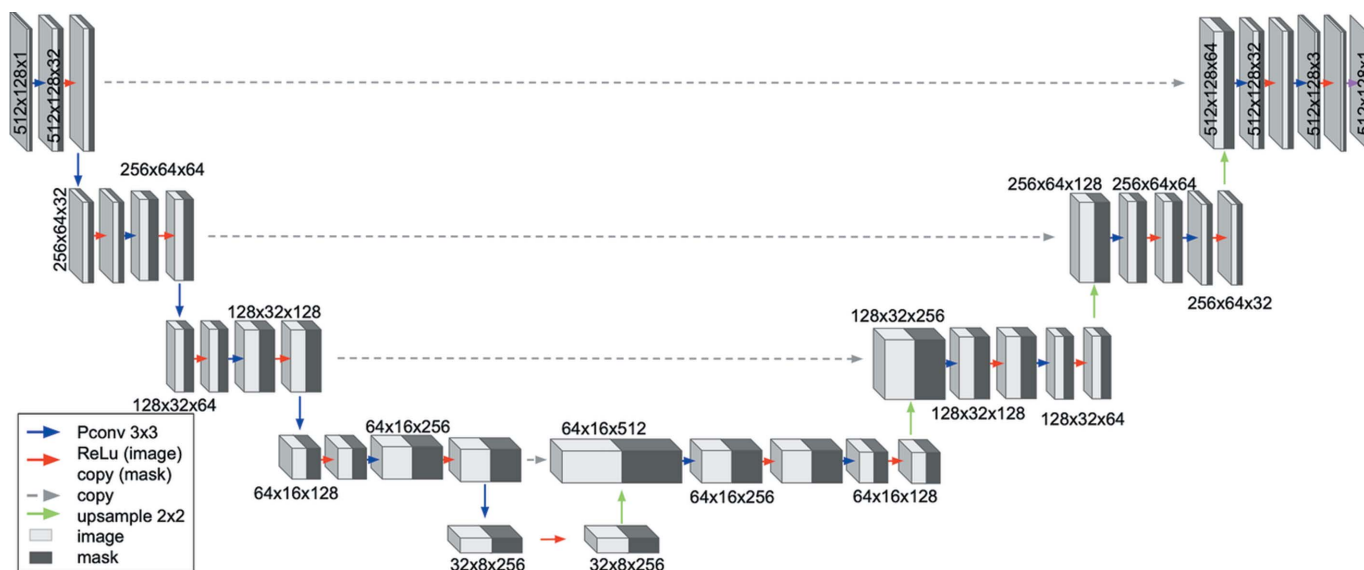 512x128x1
512x128x32
512x128x64
512x128x32
512x128x3
512x128x1
256x64x32
256x64x64
256x64x128
256x64x64
256x64x32
128x32x128
128x32x64
128x32x256
128x32x128
128x32x64
64x16x256
64x16x128
64x16x512
64x16x256
64x16x128
32x8x256
32x8x256
Pconv 3x3
ReLu (image)
copy (mask)
copy
upsample 2x2
image
mask